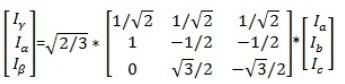 [I_γ; I_α; I_β] = √2/3 * [1/√2 1/√2 1/√2; 1 −1/2 −1/2; 0 √3/2 −√3/2] * [I_a; I_b; I_c]